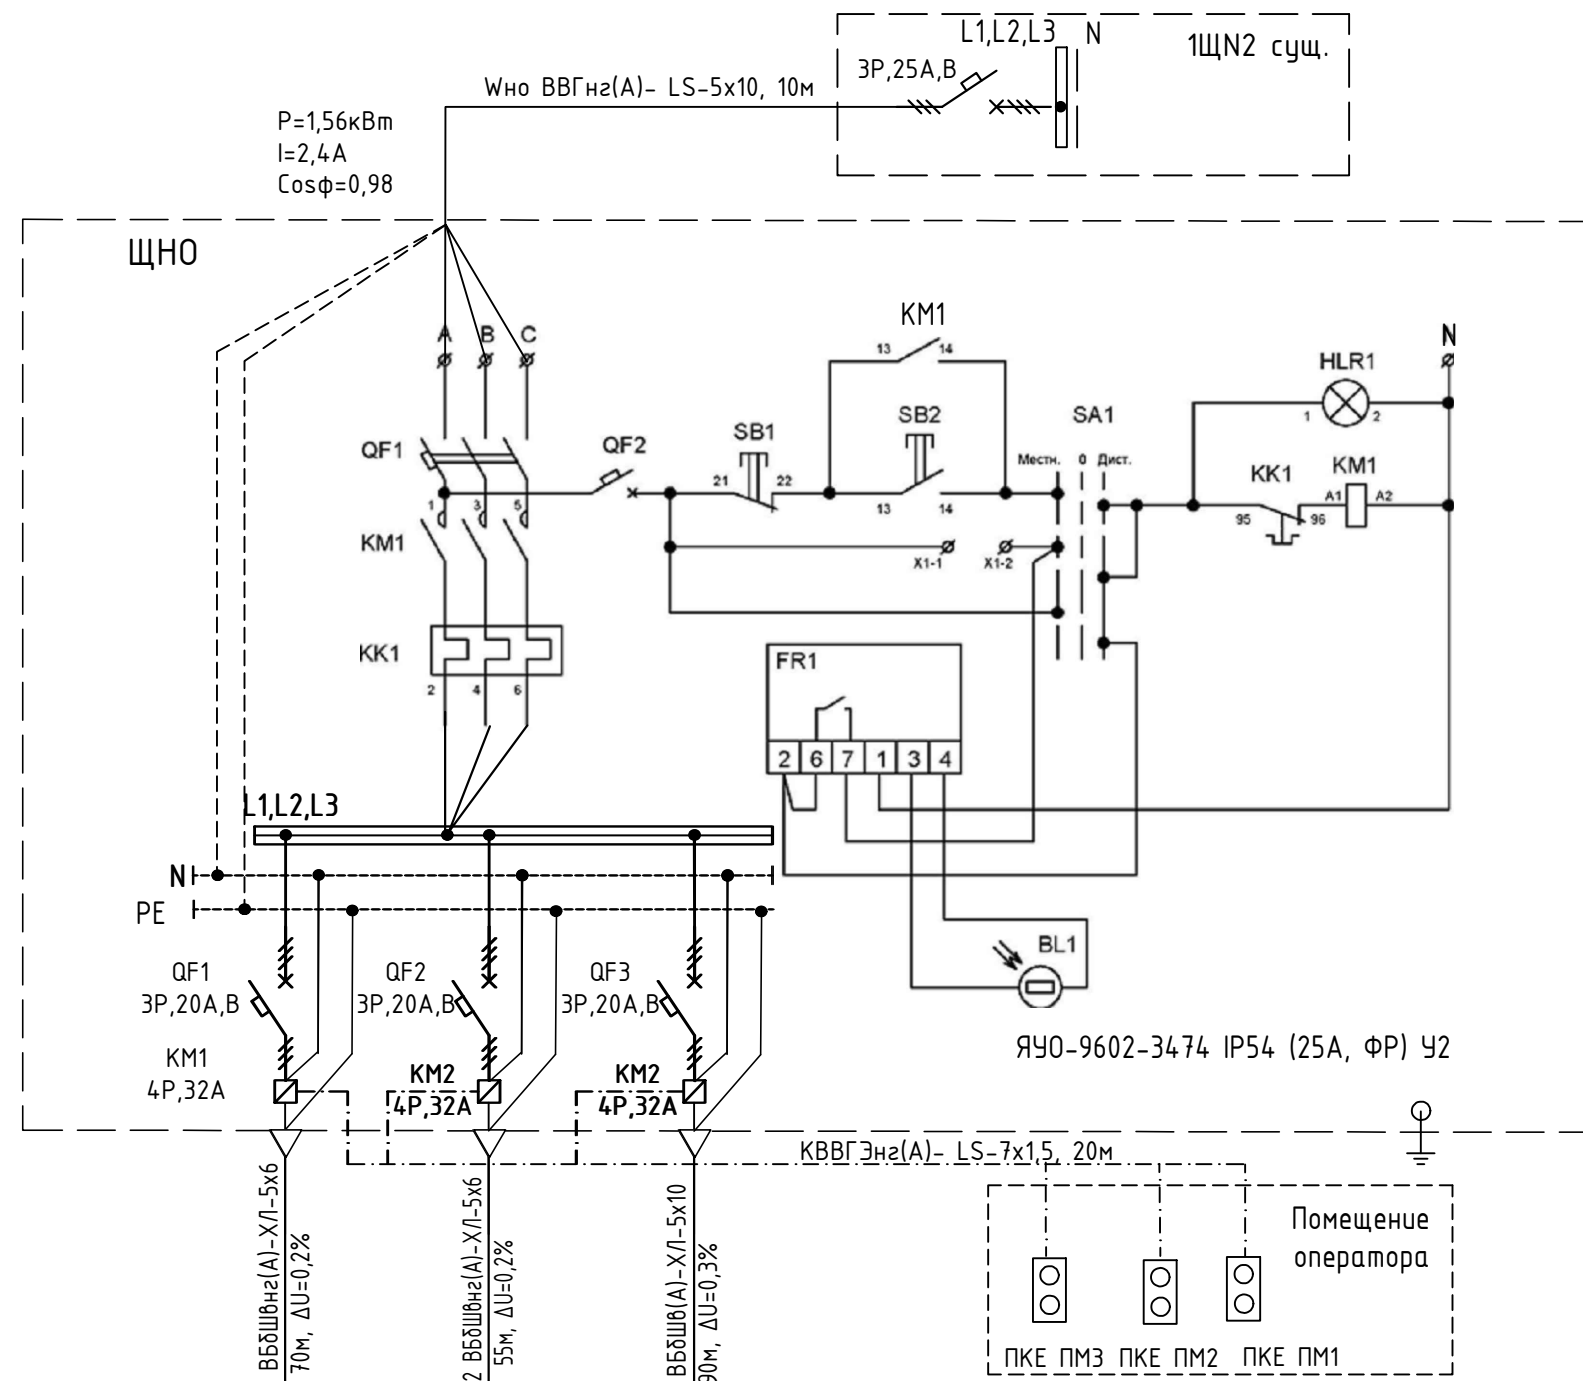 L1,L2,L3 N
1ЩN2 сущ.
3P,25A,B
Wно ВВГнг(А)- LS-5x10, 10м
P=1,56кВт
I=2,4A
Cosφ=0,98
ЩНО
A B C
QF1
1 3 5
KM1
KK1
2 4 6
QF2
SB1
21 22
KM1
13 14
SB2
13 14
X1-1 X1-2
SA1
Местн. 0 Дист.
HLR1
1 2
N
KK1
95 96
KM1
A1 A2
FR1
2 6 7 1 3 4
BL1
ЯУО-9602-3474 IP54 (25А, ФР) У2
L1,L2,L3
N
PE
QF1
3P,20A,B
KM1
4P,32A
QF2
3P,20A,B
KM2
4P,32A
QF3
3P,20A,B
KM2
4P,32A
КВВГЭнг(А)- LS-7x1,5, 20м
ВБбШвнг(А)-ХЛ-5x6
70м, ΔU=0,2%
2 ВБбШвнг(А)-ХЛ-5x6
55м, ΔU=0,2%
ВБбШв(А)-ХЛ-5x10
90м, ΔU=0,3%
Помещение
оператора
ПКЕ ПМ3 ПКЕ ПМ2 ПКЕ ПМ1